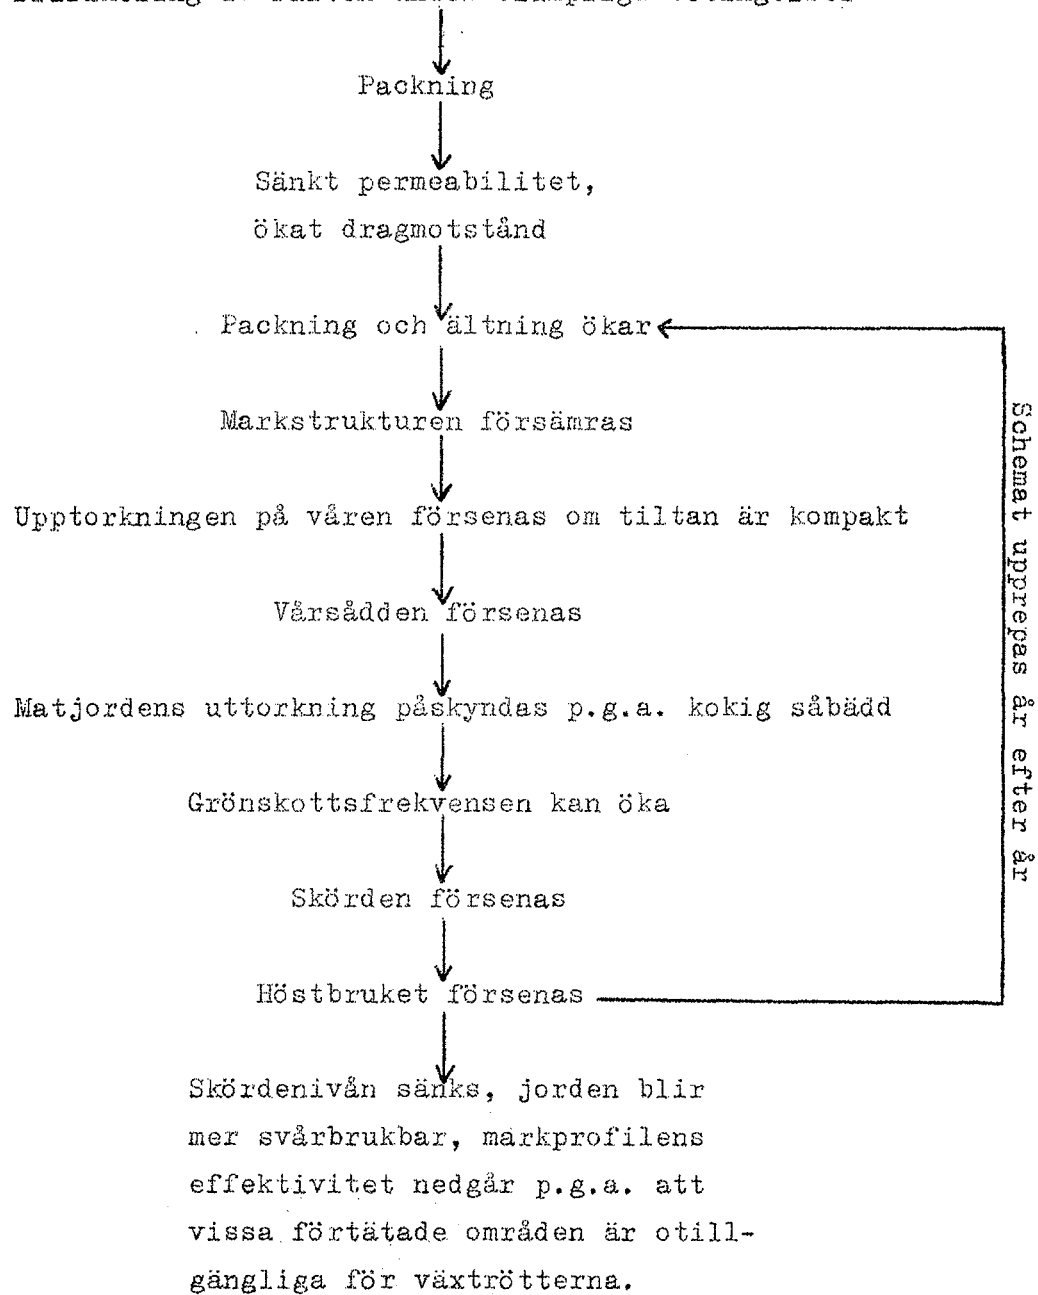 Packning
Sänkt permeabilitet,
ökat dragmotstånd
Packning och ältning ökar
Markstrukturen försämras
Upptorkningen på våren försenas om tiltan är kompakt
Vårsådden försenas
Matjordens uttorkning påskyndas p.g.a. kokig såbädd
Grönskottsfrekvensen kan öka
Skörden försenas
Höstbruket försenas
Skördenivån sänks, jorden blir
mer svårbrukbar, markprofilens
effektivitet nedgår p.g.a. att
vissa förtätade områden är otill-
gängliga för växtrötterna.
Schemat upprepas år efter år